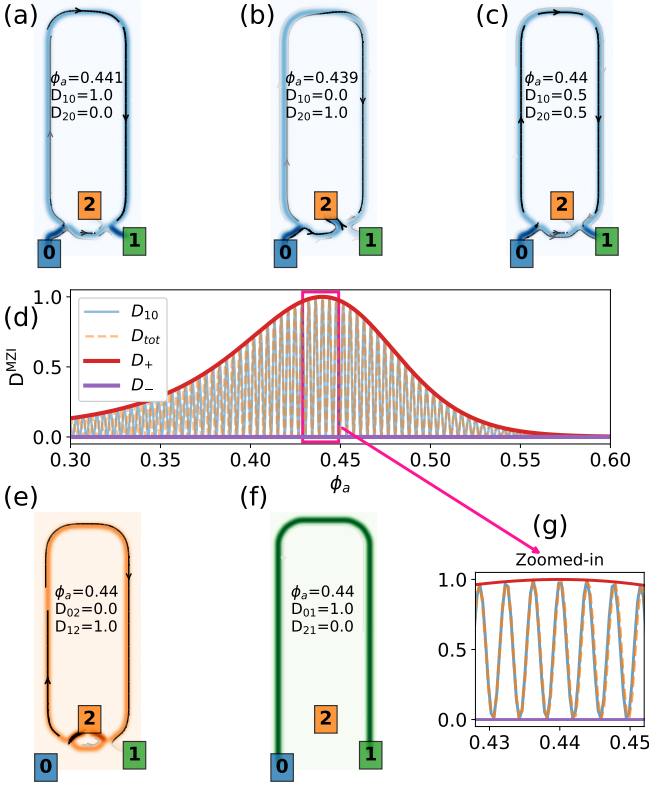 (a)
ϕₐ=0.441
D₁₀=1.0
D₂₀=0.0
2
0
1
(b)
ϕₐ=0.439
D₁₀=0.0
D₂₀=1.0
2
0
1
(c)
ϕₐ=0.44
D₁₀=0.5
D₂₀=0.5
2
0
1
(d)
D^MZI
1.0
0.5
0.0
D₁₀
D_tot
D₊
D₋
0.30
0.35
0.40
0.45
0.50
0.55
0.60
ϕₐ
(e)
ϕₐ=0.44
D₀₂=0.0
D₁₂=1.0
2
0
1
(f)
ϕₐ=0.44
D₀₁=1.0
D₂₁=0.0
2
0
1
(g)
Zoomed-in
1.0
0.5
0.0
0.43
0.44
0.45